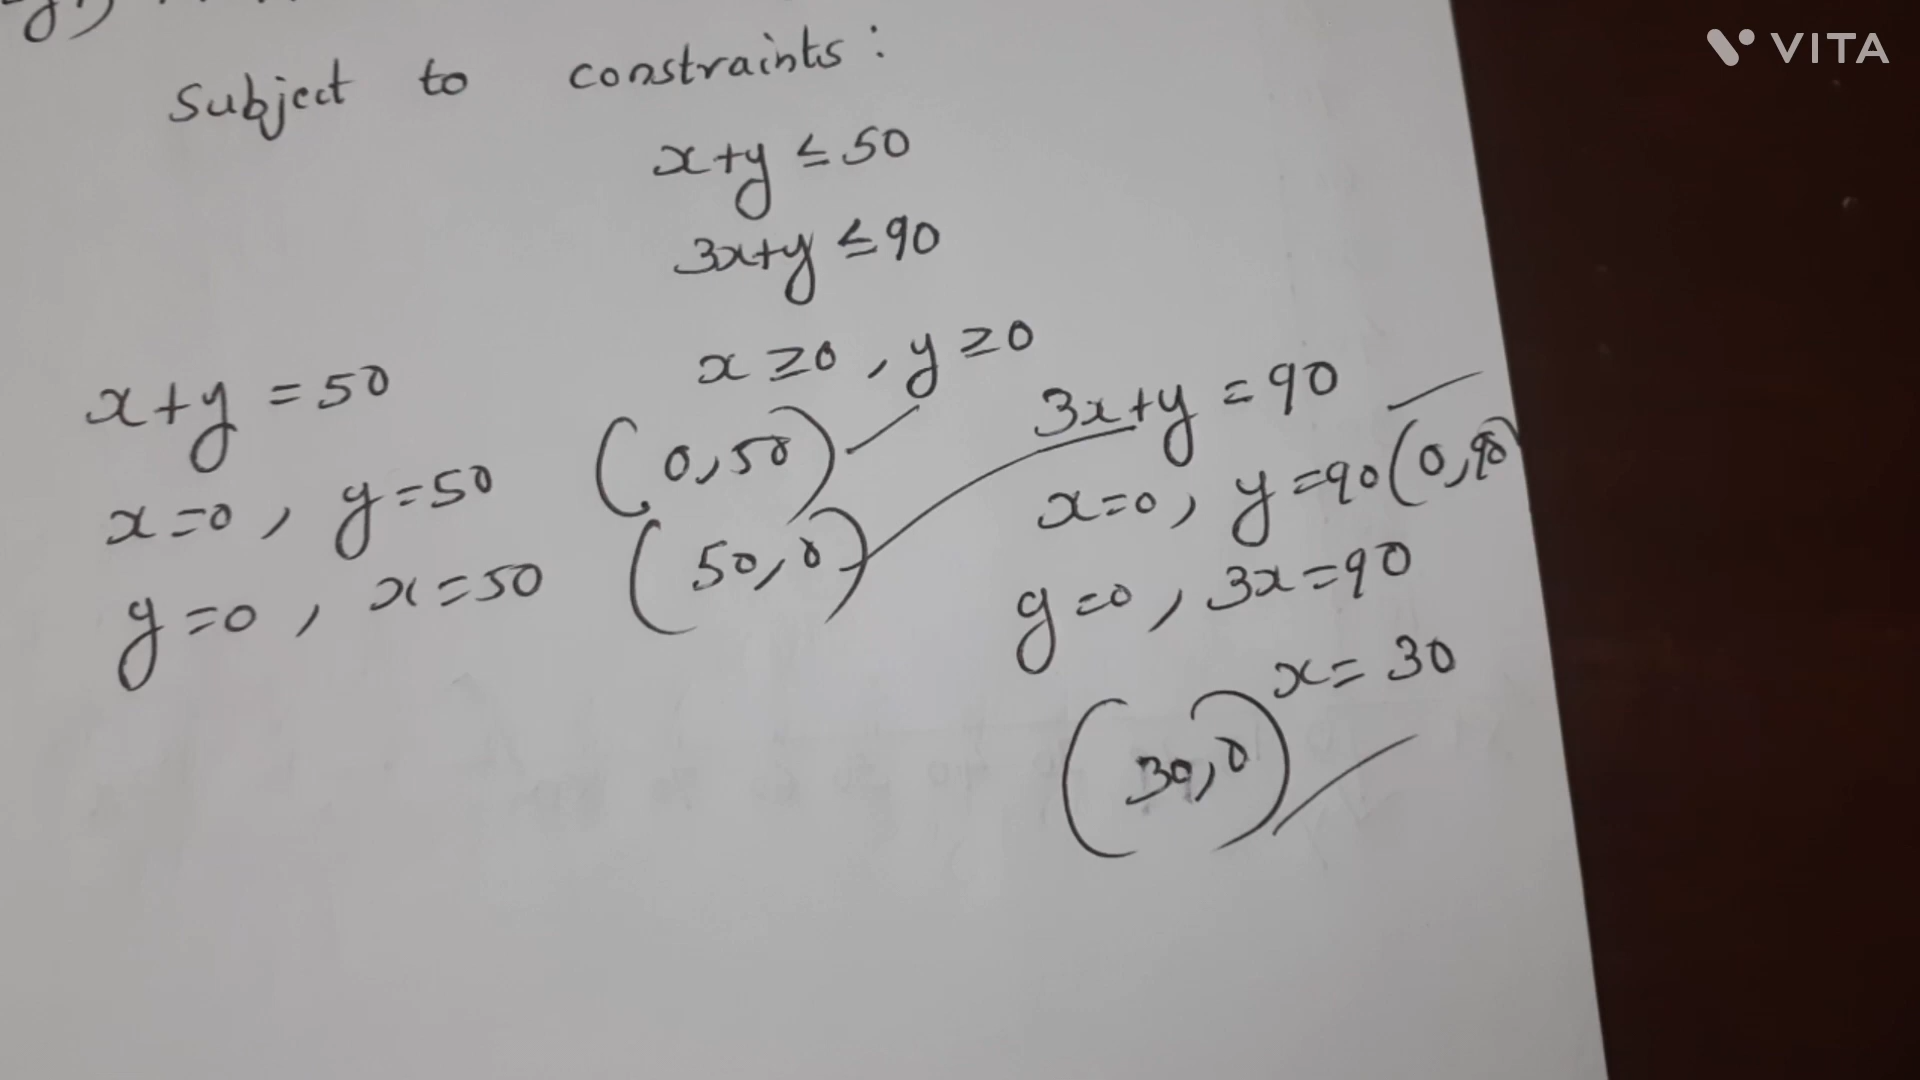 VITA
Subject to constraints:
x+y ≤ 50
3x+y ≤ 90
x ≥ 0, y ≥ 0
x+y = 50
x=0, y=50 (0,50)
y=0, x=50 (50,0)
3x+y = 90
x=0, y=90 (0,90)
y=0, 3x=90
x= 30
(30,0)